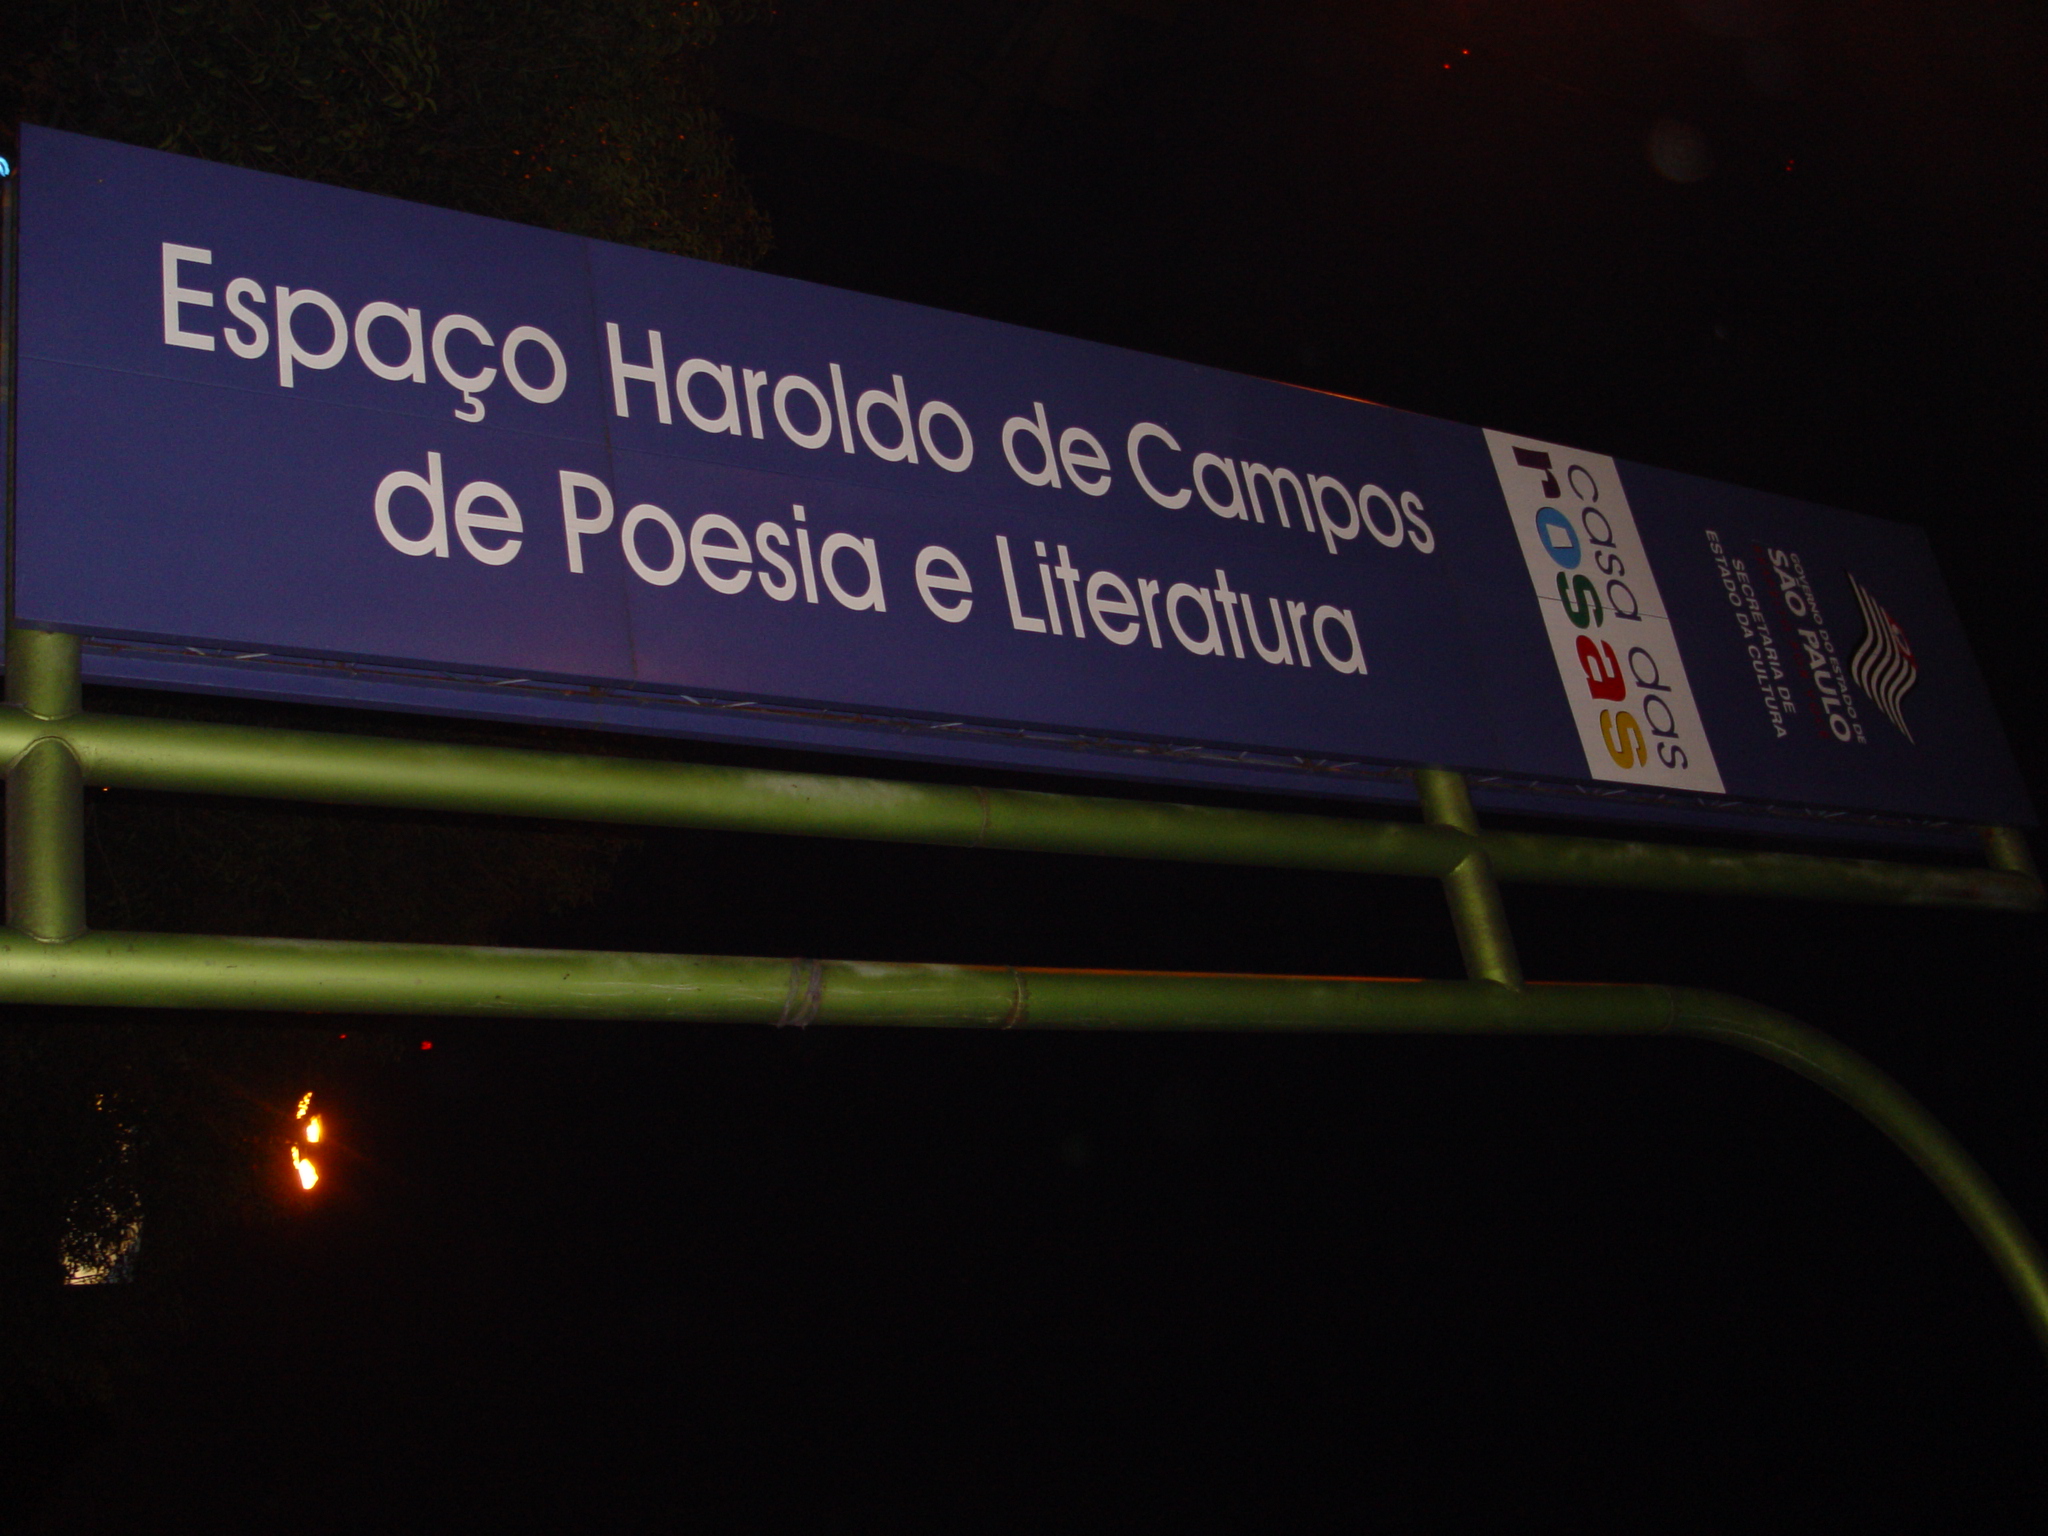 Espaço Haroldo de Campos
de Poesia e Literatura
casa das
rosas
GOVERNO DO ESTADO DE
SÃO PAULO
SECRETARIA DE
ESTADO DA CULTURA